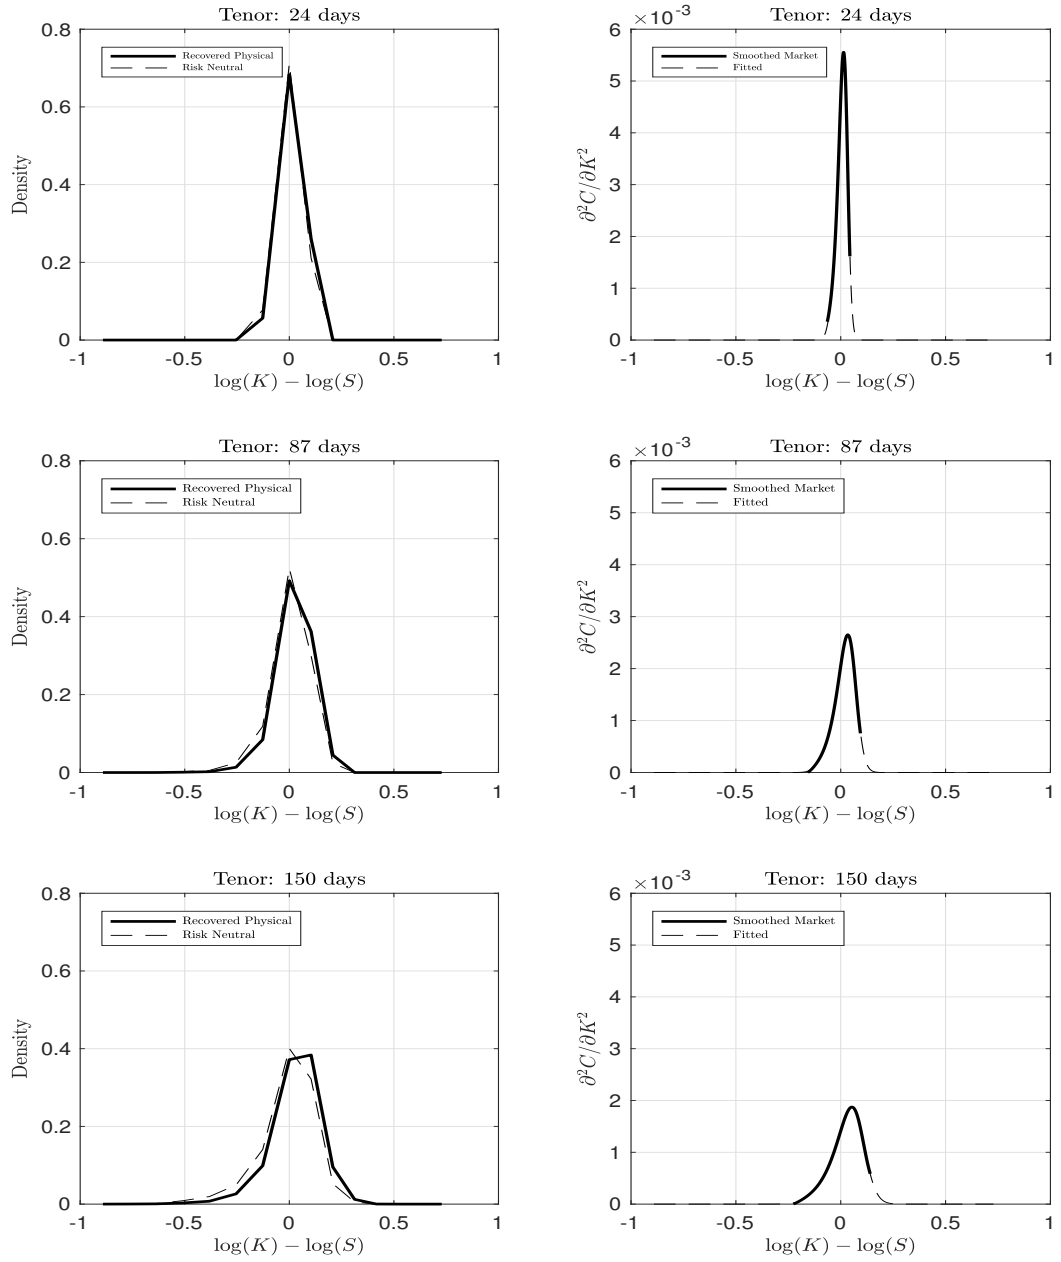 Tenor: 24 days
0.8
0.6
0.4
0.2
0
Density
Recovered Physical
Risk Neutral
-1
-0.5
0
0.5
1
log(K) − log(S)
×10-3
Tenor: 24 days
6
5
4
3
2
1
0
∂²C/∂K²
Smoothed Market
Fitted
-1
-0.5
0
0.5
1
log(K) − log(S)
Tenor: 87 days
0.8
0.6
0.4
0.2
0
Density
Recovered Physical
Risk Neutral
-1
-0.5
0
0.5
1
log(K) − log(S)
×10-3
Tenor: 87 days
6
5
4
3
2
1
0
∂²C/∂K²
Smoothed Market
Fitted
-1
-0.5
0
0.5
1
log(K) − log(S)
Tenor: 150 days
0.8
0.6
0.4
0.2
0
Density
Recovered Physical
Risk Neutral
-1
-0.5
0
0.5
1
log(K) − log(S)
×10-3
Tenor: 150 days
6
5
4
3
2
1
0
∂²C/∂K²
Smoothed Market
Fitted
-1
-0.5
0
0.5
1
log(K) − log(S)